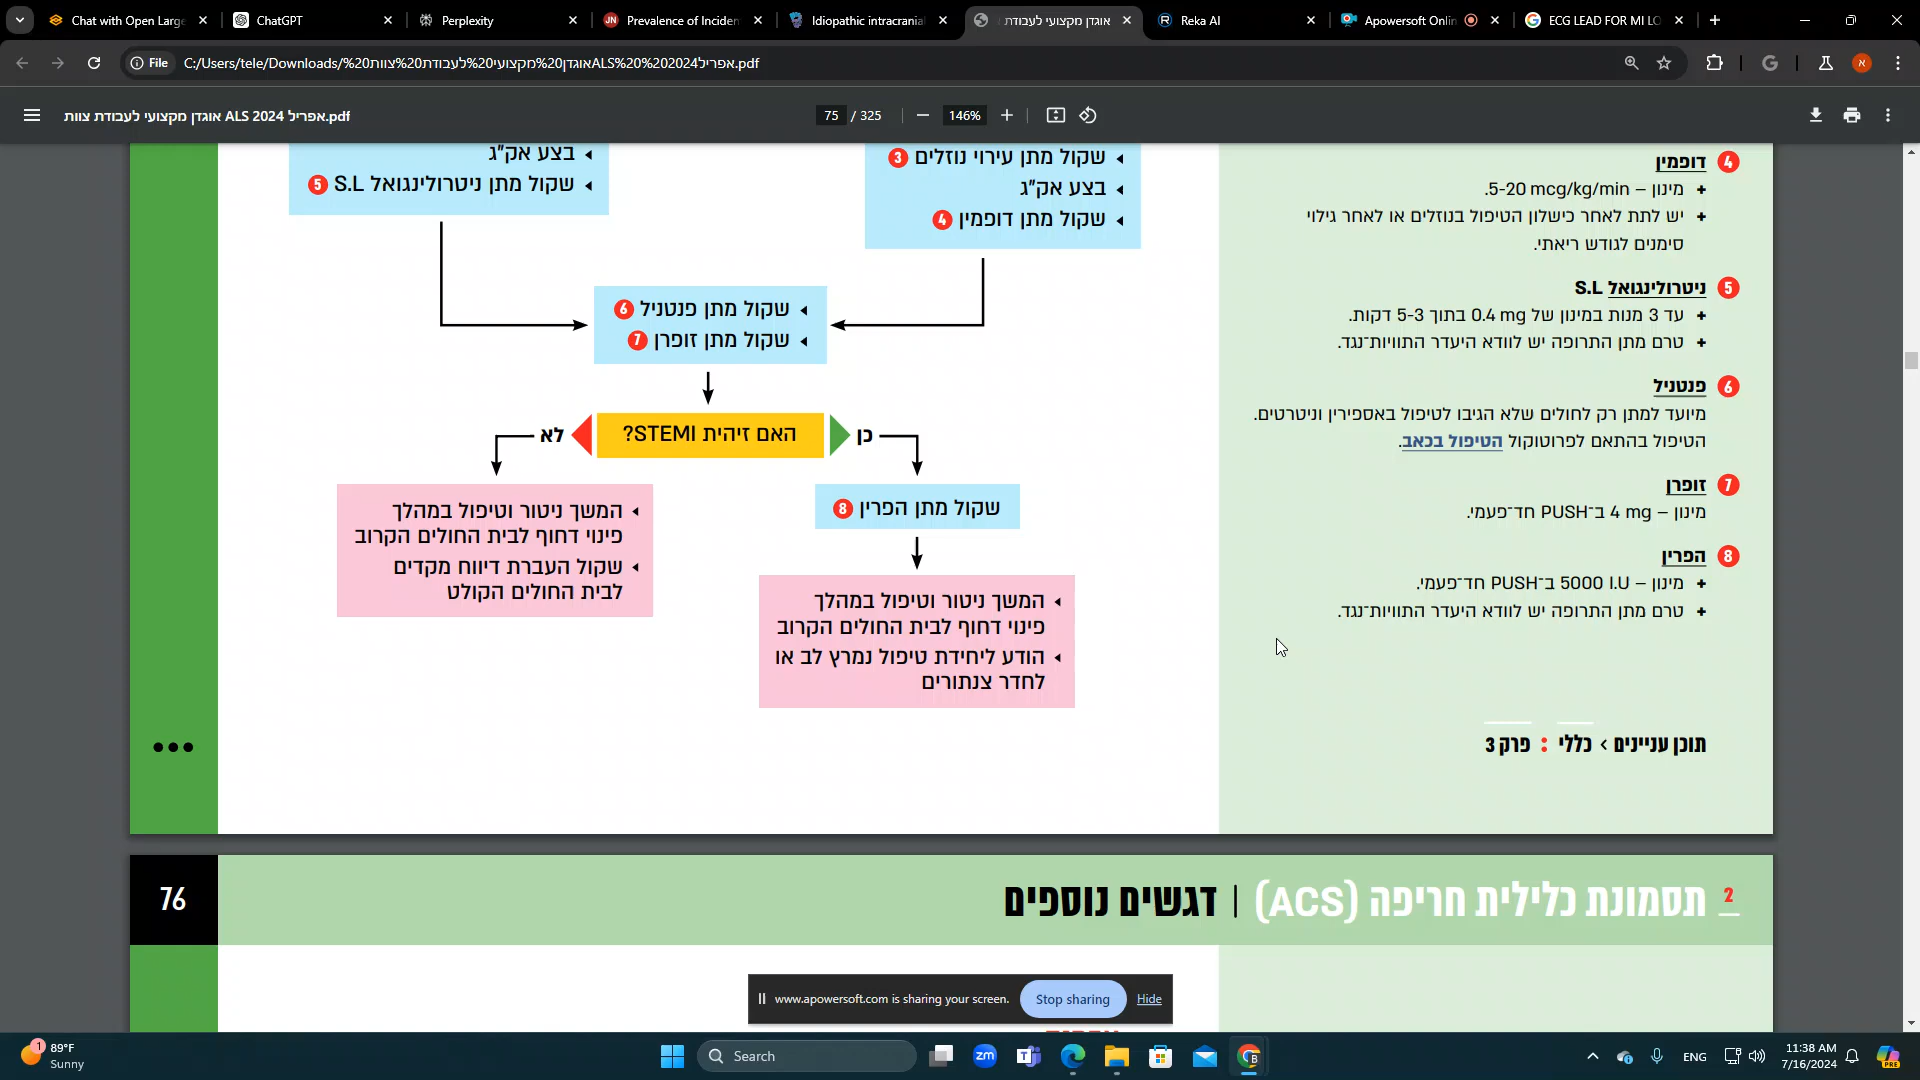 Chat with Open Large
ChatGPT
Perplexity
Prevalence of Inciden
Idiopathic intracranial
אוגדן מקצועי לעבודת
Reka AI
Apowersoft Onlin
ECG LEAD FOR MI LO
File
C:/Users/tele/Downloads/אוגדן%20מקצועי%20לעבודת%20צוות%20ALS%20%202024אפריל.pdf
אוגדן מקצועי לעבודת צוות ALS 2024 אפריל.pdf
75 / 325
146%
בצע אק"ג
שקול מתן ניטרולינגואל S.L 5
שקול מתן עירוי נוזלים 3
בצע אק"ג
שקול מתן דופמין 4
שקול מתן פנטניל 6
שקול מתן זופרן 7
האם זיהית STEMI?
כן
לא
שקול מתן הפרין 8
המשך ניטור וטיפול במהלך
פינוי דחוף לבית החולים הקרוב
הודע ליחידת טיפול נמרץ לב או
לחדר צנתורים
המשך ניטור וטיפול במהלך
פינוי דחוף לבית החולים הקרוב
שקול העברת דיווח מקדים
לבית החולים הקולט
4 דופמין
+ מינון – 5-20 mcg/kg/min.
+ יש לתת לאחר כישלון הטיפול בנוזלים או לאחר גילוי
סימנים לגודש ריאתי.
5 ניטרולינגואל S.L
+ עד 3 מנות במינון של 0.4 mg בתוך 5-3 דקות.
+ טרם מתן התרופה יש לוודא היעדר התוויות־נגד.
6 פנטניל
מיועד למתן רק לחולים שלא הגיבו לטיפול באספירין וניטרטים.
הטיפול בהתאם לפרוטוקול הטיפול בכאב.
7 זופרן
מינון – 4 mg ב־PUSH חד־פעמי.
8 הפרין
+ מינון – 5000 I.U ב־PUSH חד־פעמי.
+ טרם מתן התרופה יש לוודא היעדר התוויות־נגד.
תוכן עניינים › כללי : פרק 3
76
2 תסמונת כלילית חריפה (ACS) | דגשים נוספים
www.apowersoft.com is sharing your screen.
Stop sharing
Hide
1
89°F
Sunny
Search
zm
ENG
11:38 AM
7/16/2024
PRE